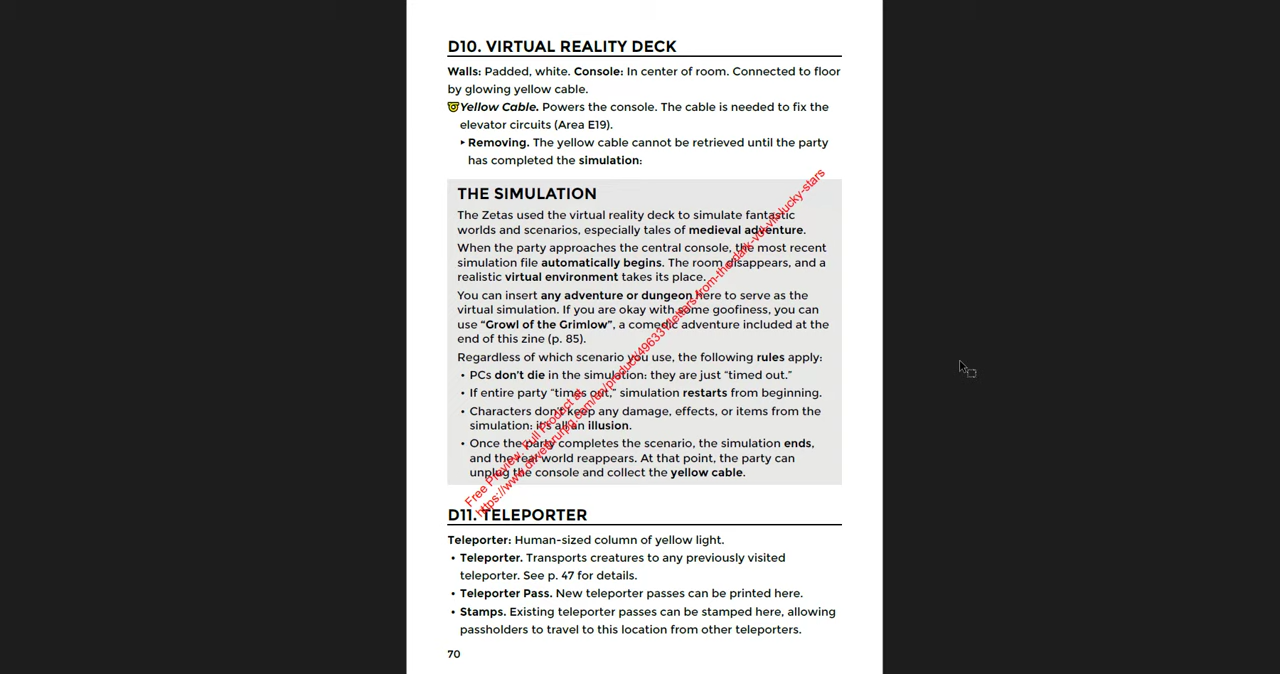 D10. VIRTUAL REALITY DECK
Walls: Padded, white. Console: In center of room. Connected to floor
by glowing yellow cable.
Yellow Cable. Powers the console. The cable is needed to fix the
elevator circuits (Area E19).
‣ Removing. The yellow cable cannot be retrieved until the party
has completed the simulation:
THE SIMULATION
The Zetas used the virtual reality deck to simulate fantastic
worlds and scenarios, especially tales of medieval adventure.
When the party approaches the central console, the most recent
simulation file automatically begins. The room disappears, and a
realistic virtual environment takes its place.
You can insert any adventure or dungeon here to serve as the
virtual simulation. If you are okay with some goofiness, you can
use “Growl of the Grimlow”, a comedic adventure included at the
end of this zine (p. 85).
Regardless of which scenario you use, the following rules apply:
• PCs don’t die in the simulation: they are just “timed out.”
• If entire party “times out,” simulation restarts from beginning.
• Characters don’t keep any damage, effects, or items from the
simulation: it’s all an illusion.
• Once the party completes the scenario, the simulation ends,
and the real world reappears. At that point, the party can
unplug the console and collect the yellow cable.
Free Preview. Full Product at
D11. TELEPORTER
Teleporter: Human-sized column of yellow light.
• Teleporter. Transports creatures to any previously visited
teleporter. See p. 47 for details.
• Teleporter Pass. New teleporter passes can be printed here.
• Stamps. Existing teleporter passes can be stamped here, allowing
passholders to travel to this location from other teleporters.
70